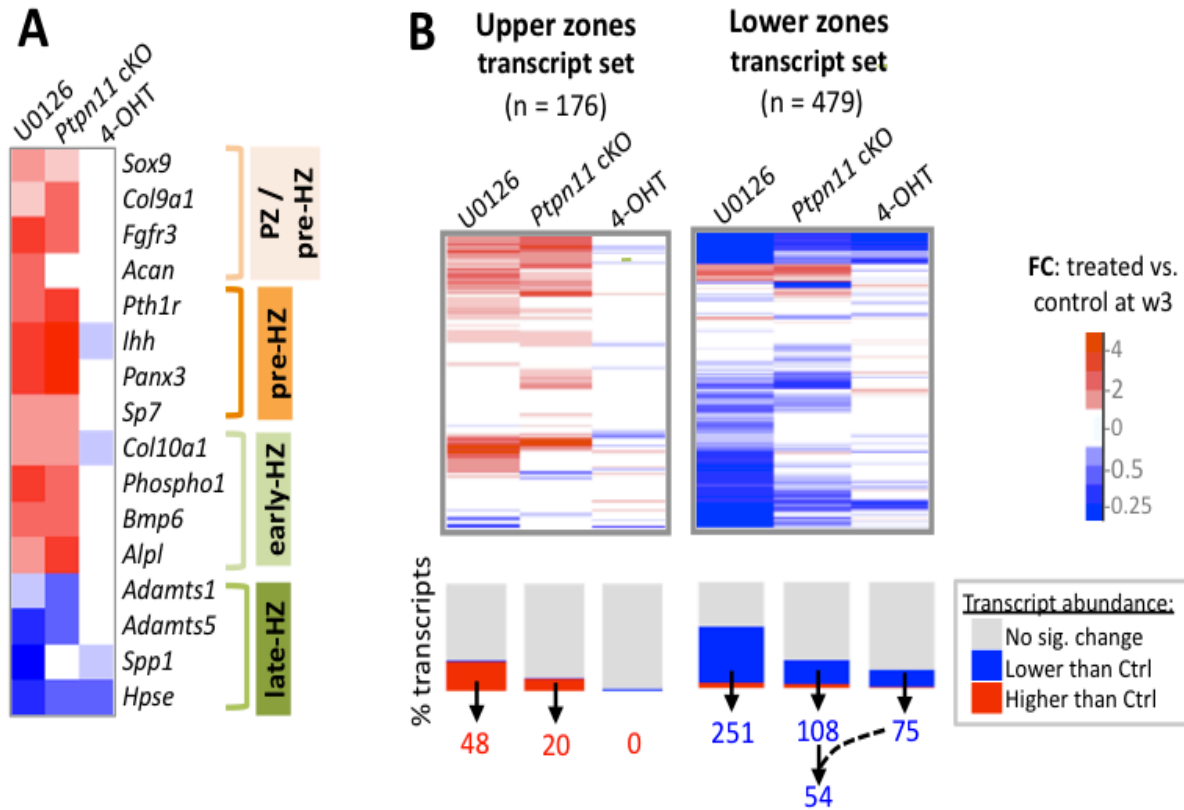 A
U0126
Ptpn11 cKO
4-OHT
Sox9
Col9a1
Fgfr3
Acan
Pth1r
Ihh
Panx3
Sp7
Col10a1
Phospho1
Bmp6
Alpl
Adamts1
Adamts5
Spp1
Hpse
PZ /
pre-HZ
pre-HZ
early-HZ
late-HZ
B
Upper zones
transcript set
(n = 176)
U0126
Ptpn11 cKO
4-OHT
Lower zones
transcript set
(n = 479)
U0126
Ptpn11 cKO
4-OHT
FC: treated vs.
control at w3
4
2
0
0.5
0.25
% transcripts
48
20
0
251
108
75
54
Transcript abundance:
No sig. change
Lower than Ctrl
Higher than Ctrl